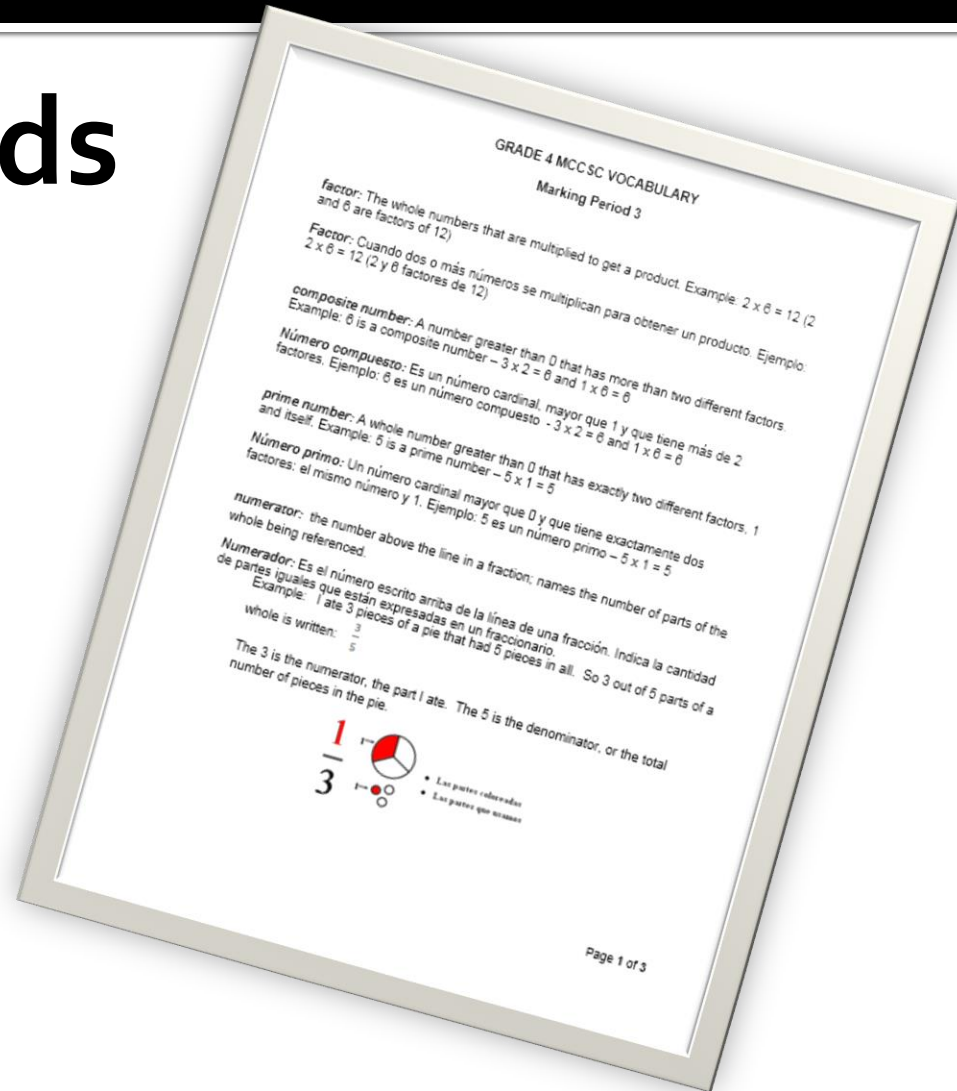 ds
GRADE 4 MCCSC VOCABULARY
Marking Period 3
factor: The whole numbers that are multiplied to get a product. Example: 2 x 6 = 12 (2
and 6 are factors of 12)
Factor: Cuando dos o más números se multiplican para obtener un producto. Ejemplo:
2 x 6 = 12 (2 y 6 factores de 12)
composite number: A number greater than 0 that has more than two different factors.
Example: 6 is a composite number – 3 x 2 = 6 and 1 x 6 = 6
Número compuesto: Es un número cardinal, mayor que 1 y que tiene más de 2
factores. Ejemplo: 6 es un número compuesto - 3 x 2 = 6 and 1 x 6 = 6
prime number: A whole number greater than 0 that has exactly two different factors, 1
and itself. Example: 5 is a prime number – 5 x 1 = 5
Número primo: Un número cardinal mayor que 0 y que tiene exactamente dos
factores: el mismo número y 1. Ejemplo: 5 es un número primo – 5 x 1 = 5
numerator: the number above the line in a fraction; names the number of parts of the
whole being referenced.
Numerador: Es el número escrito arriba de la línea de una fracción. Indica la cantidad
de partes iguales que están expresadas en un fraccionario.
Example: I ate 3 pieces of a pie that had 5 pieces in all. So 3 out of 5 parts of a
whole is written: 3/5
The 3 is the numerator, the part I ate. The 5 is the denominator, or the total
number of pieces in the pie.
1
3
• Las partes coloreadas
• Las partes que usamos
Page 1 of 3